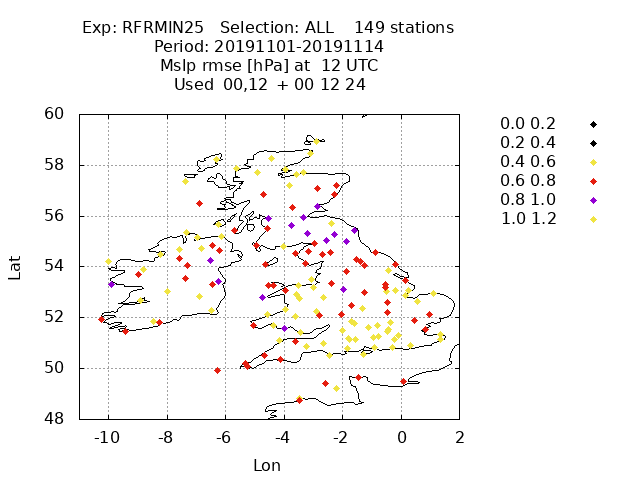 Exp: RFRMIN25 Selection: ALL 149 stations
Period: 20191101-20191114
Mslp rmse [hPa] at 12 UTC
Used 00,12 + 00 12 24
60
58
56
54
52
50
48
Lat
-10 -8 -6 -4 -2 0 2
Lon
0.0 0.2
0.2 0.4
0.4 0.6
0.6 0.8
0.8 1.0
1.0 1.2